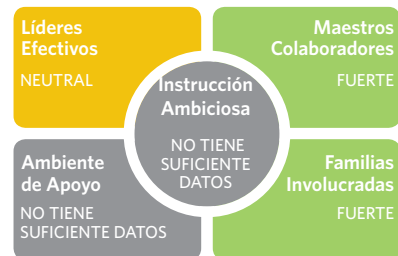 Líderes
Efectivos
NEUTRAL
Maestros
Colaboradores
FUERTE
Instrucción
Ambiciosa
NO TIENE
SUFICIENTE
DATOS
Ambiente
de Apoyo
NO TIENE
SUFICIENTE DATOS
Familias
Involucradas
FUERTE